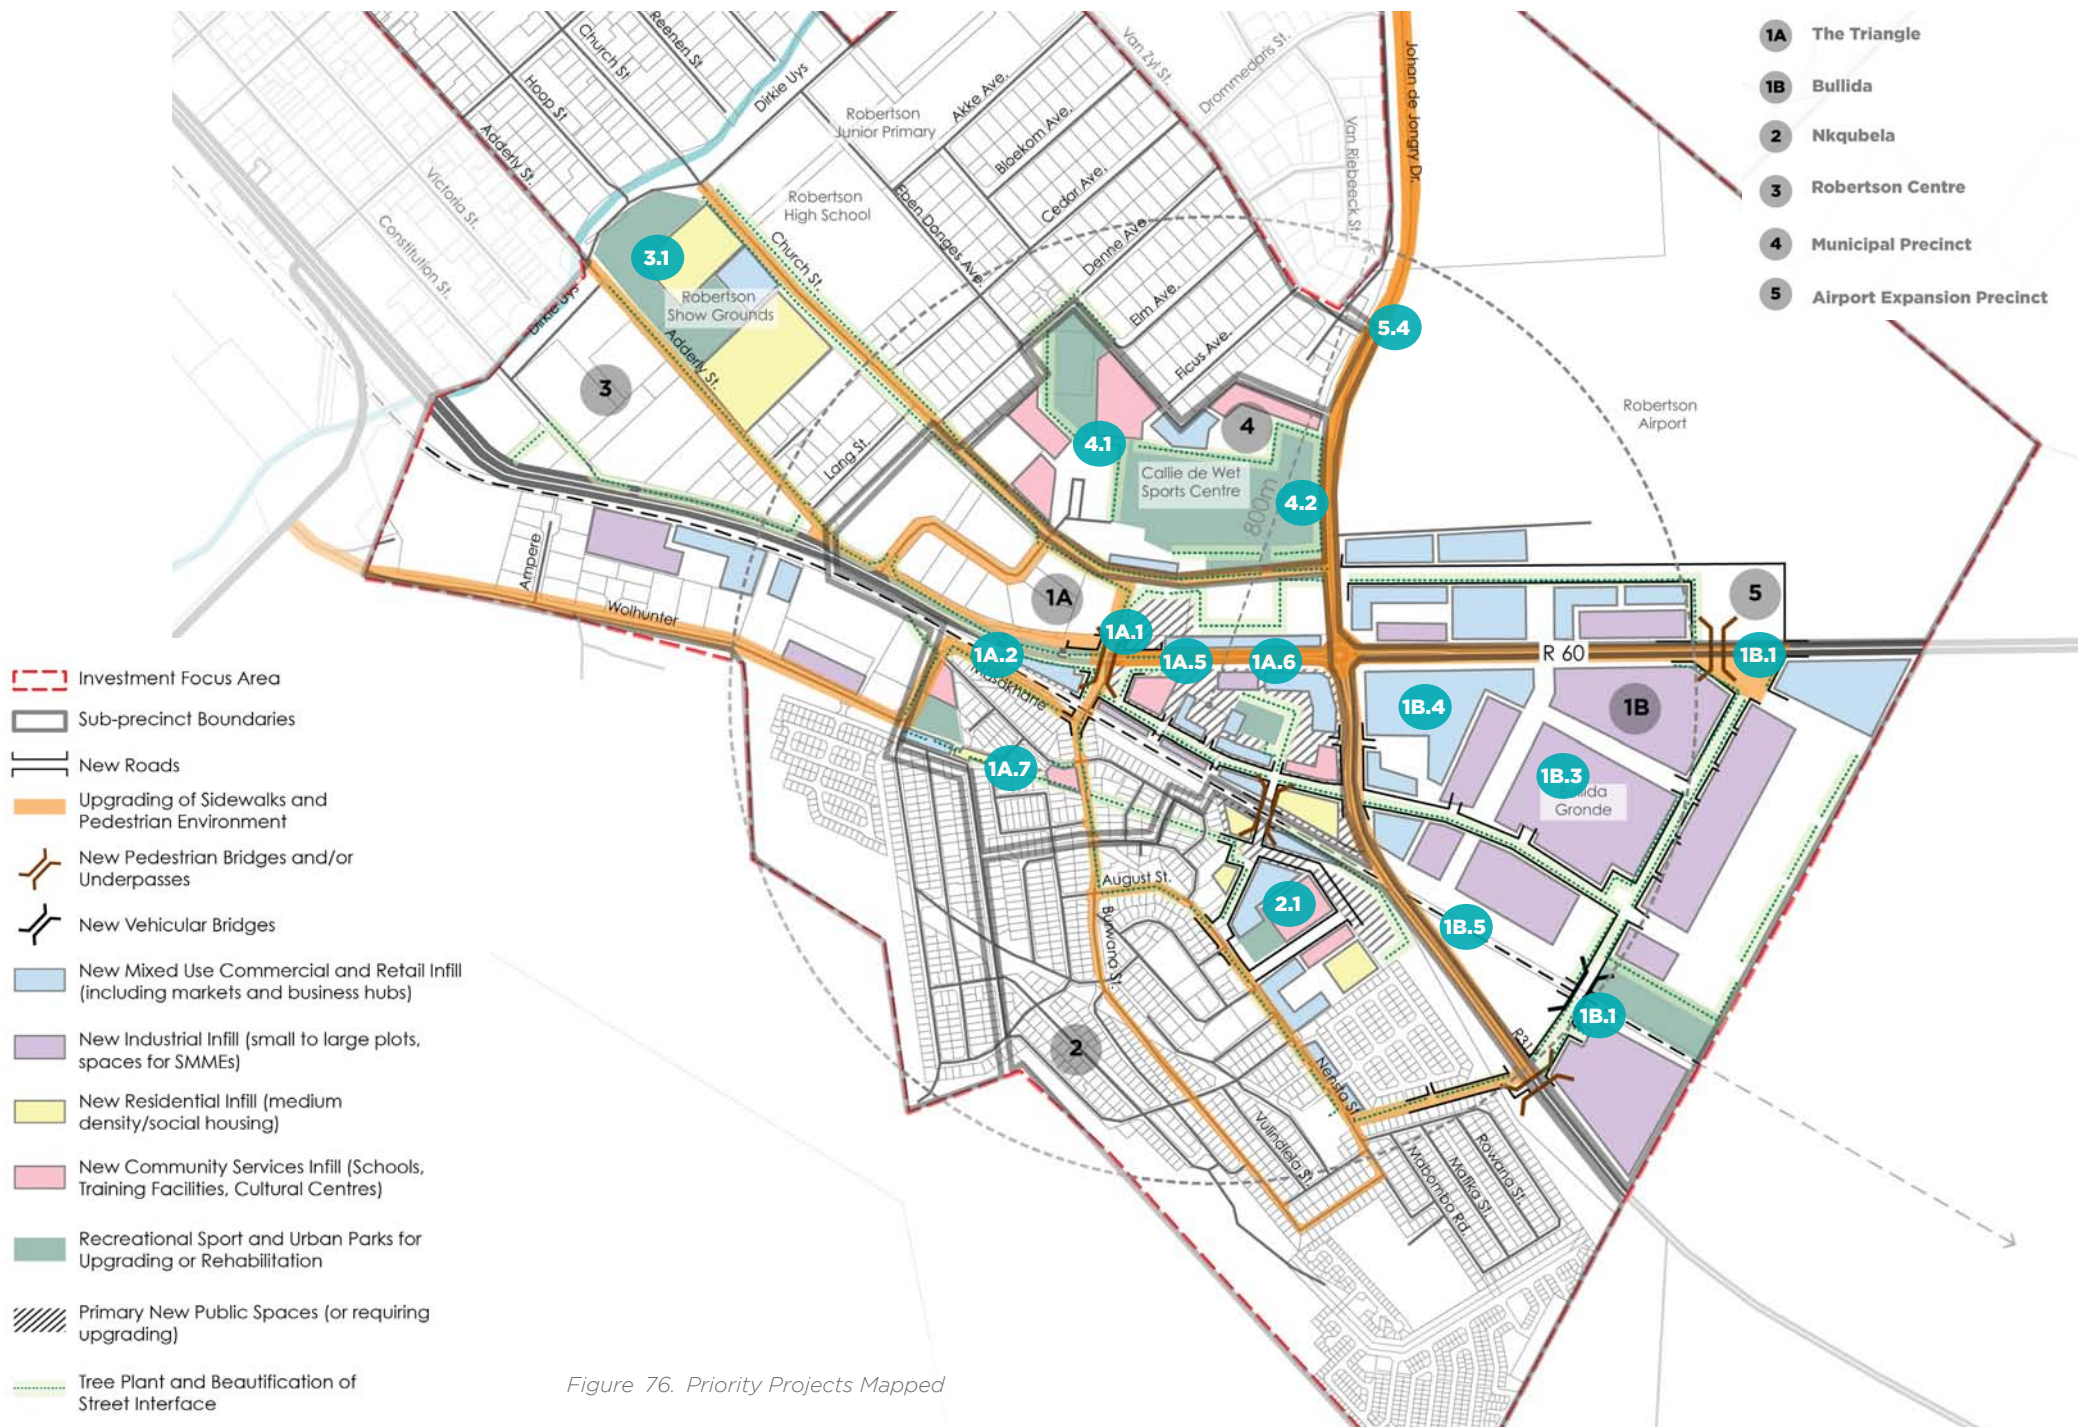 1A The Triangle
1B Bullida
2 Nkqubela
3 Robertson Centre
4 Municipal Precinct
5 Airport Expansion Precinct
Reenen St.
Church St.
Hoop St
Adderly St.
Victoria St.
Constitution St.
Dirkie Uys
Dirkie Uys
Robertson
Junior Primary
Robertson
High School
Akke Ave.
Bloekom Ave.
Cedar Ave.
Denne Ave.
Elm Ave.
Ficus Ave.
Eben Donges Ave.
Van Zyl St.
Drommedaris St.
Van Riebeeck St.
Johan de Jongry Dr.
Church St.
3.1
Robertson
Show Grounds
Adderly St.
3
Lang St.
5.4
Robertson
Airport
4
4.1
Callie de Wet
Sports Centre
4.2
800m
Ampere
Wolhunter
1A
5
1A.1
1A.2
1A.5
1A.6
R 60
1B.1
Masakhane
1B.4
1B
1A.7
1B.3
Gronde
August St.
Burwana St.
2.1
1B.5
1B.1
R31
2
Nensta St.
Vulindlela St.
Mabombo Rd.
Mafika St.
Rowana St.
Investment Focus Area
Sub-precinct Boundaries
New Roads
Upgrading of Sidewalks and
Pedestrian Environment
New Pedestrian Bridges and/or
Underpasses
New Vehicular Bridges
New Mixed Use Commercial and Retail Infill
(including markets and business hubs)
New Industrial Infill (small to large plots,
spaces for SMMEs)
New Residential Infill (medium
density/social housing)
New Community Services Infill (Schools,
Training Facilities, Cultural Centres)
Recreational Sport and Urban Parks for
Upgrading or Rehabilitation
Primary New Public Spaces (or requiring
upgrading)
Tree Plant and Beautification of
Street Interface
Figure 76. Priority Projects Mapped